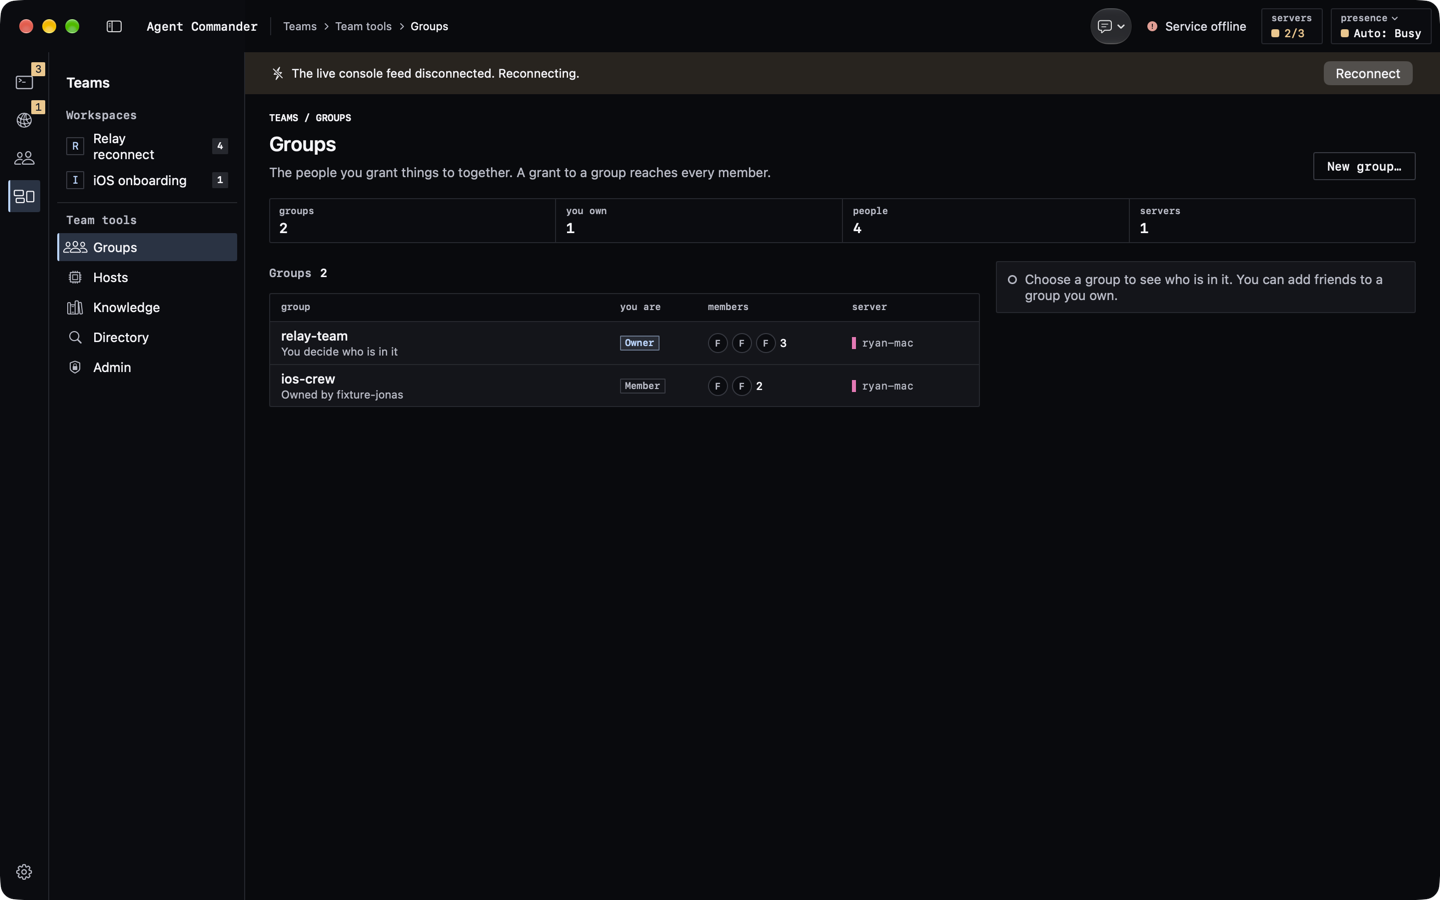 Agent Commander
Teams > Team tools > Groups
Service offline
servers
2/3
presence
Auto: Busy
3
1
Teams
Workspaces
R
Relay
reconnect
4
I
iOS onboarding
1
Team tools
Groups
Hosts
Knowledge
Directory
Admin
The live console feed disconnected. Reconnecting.
Reconnect
TEAMS / GROUPS
Groups
The people you grant things to together. A grant to a group reaches every member.
New group…
groups
2
you own
1
people
4
servers
1
Groups 2
group you are members server
relay-team
You decide who is in it
Owner
F F F 3
ryan-mac
ios-crew
Owned by fixture-jonas
Member
F F 2
ryan-mac
Choose a group to see who is in it. You can add friends to a
group you own.